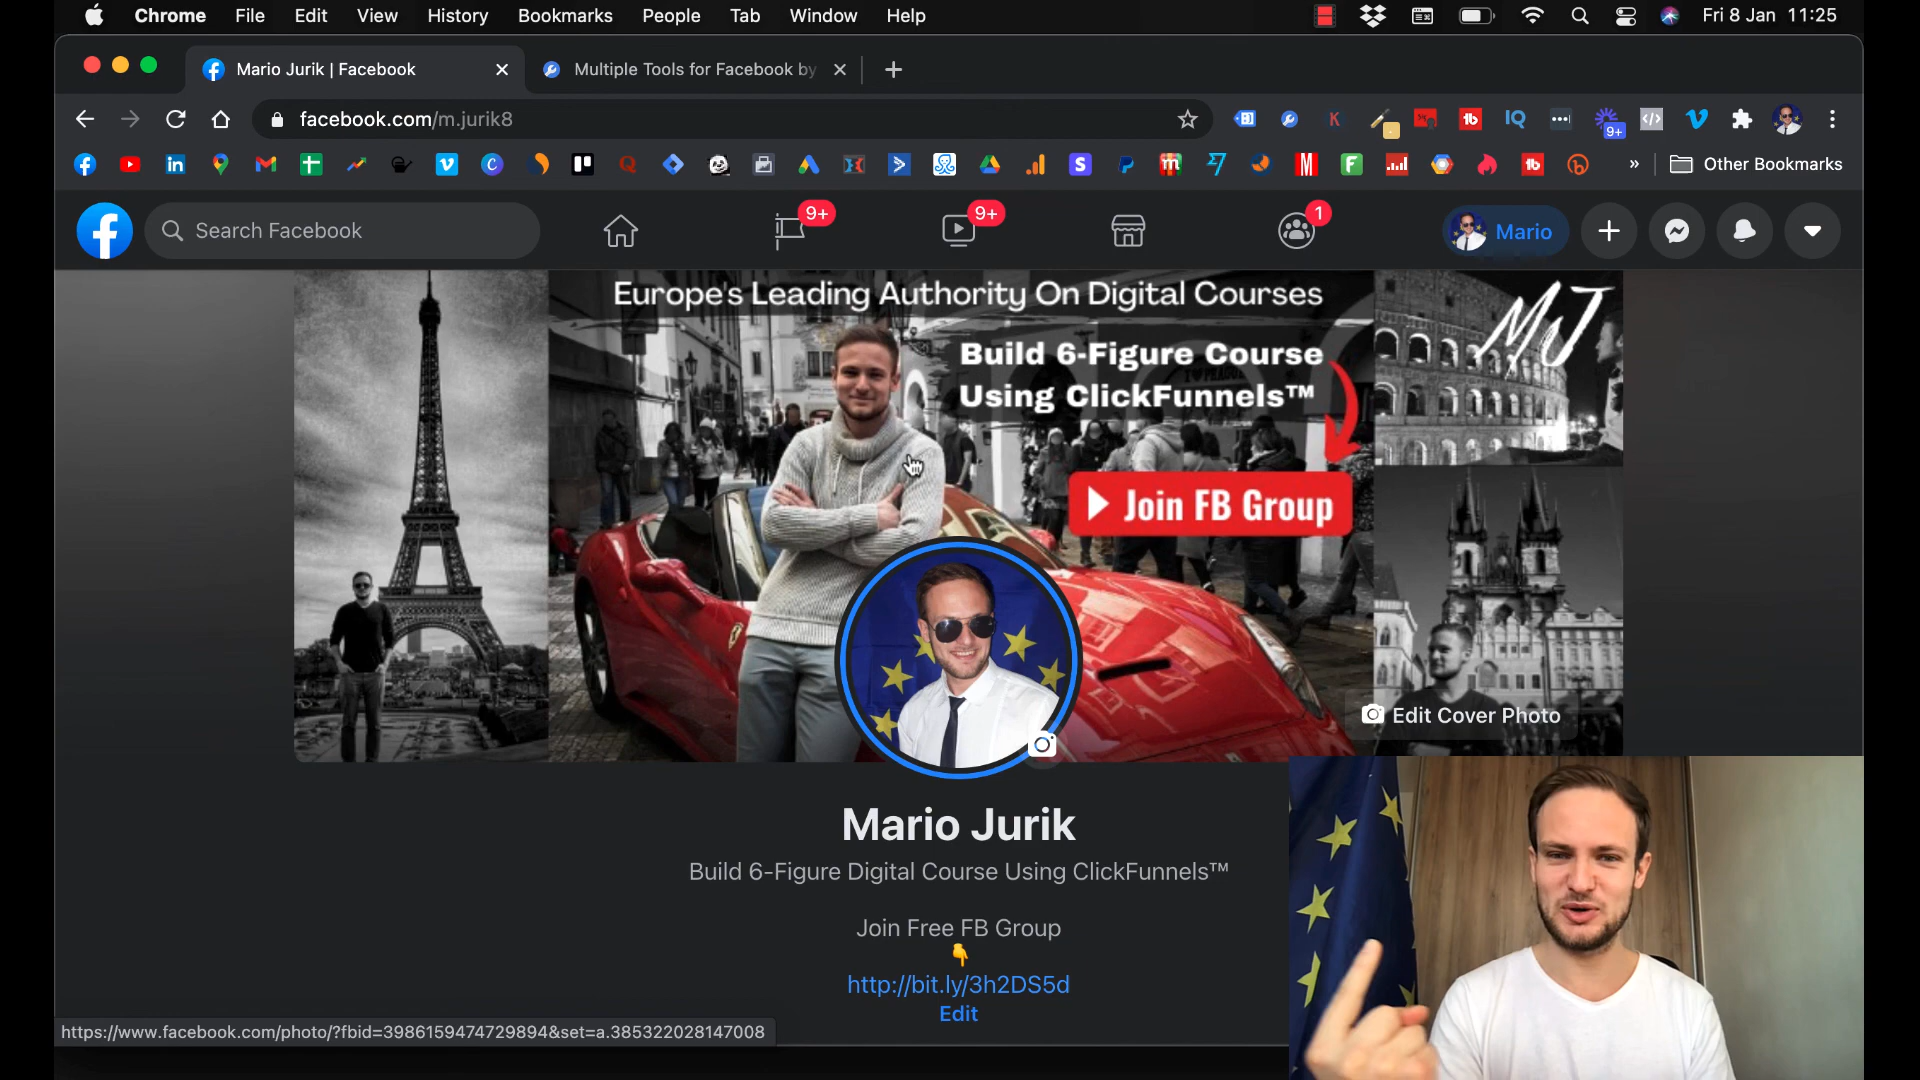 Chrome File Edit View History Bookmarks People Tab Window Help Fri 8 Jan 11:25
Mario Jurik | Facebook Multiple Tools for Facebook by
facebook.com/m.jurik8
K tb IQ 9+
Other Bookmarks
Search Facebook 9+ 9+ 1 Mario
Europe's Leading Authority On Digital Courses
MJ
Build 6-Figure Course
Using ClickFunnels™
Join FB Group
Edit Cover Photo
Mario Jurik
Build 6-Figure Digital Course Using ClickFunnels™
Join Free FB Group
http://bit.ly/3h2DS5d
Edit
https://www.facebook.com/photo/?fbid=3986159474729894&set=a.385322028147008